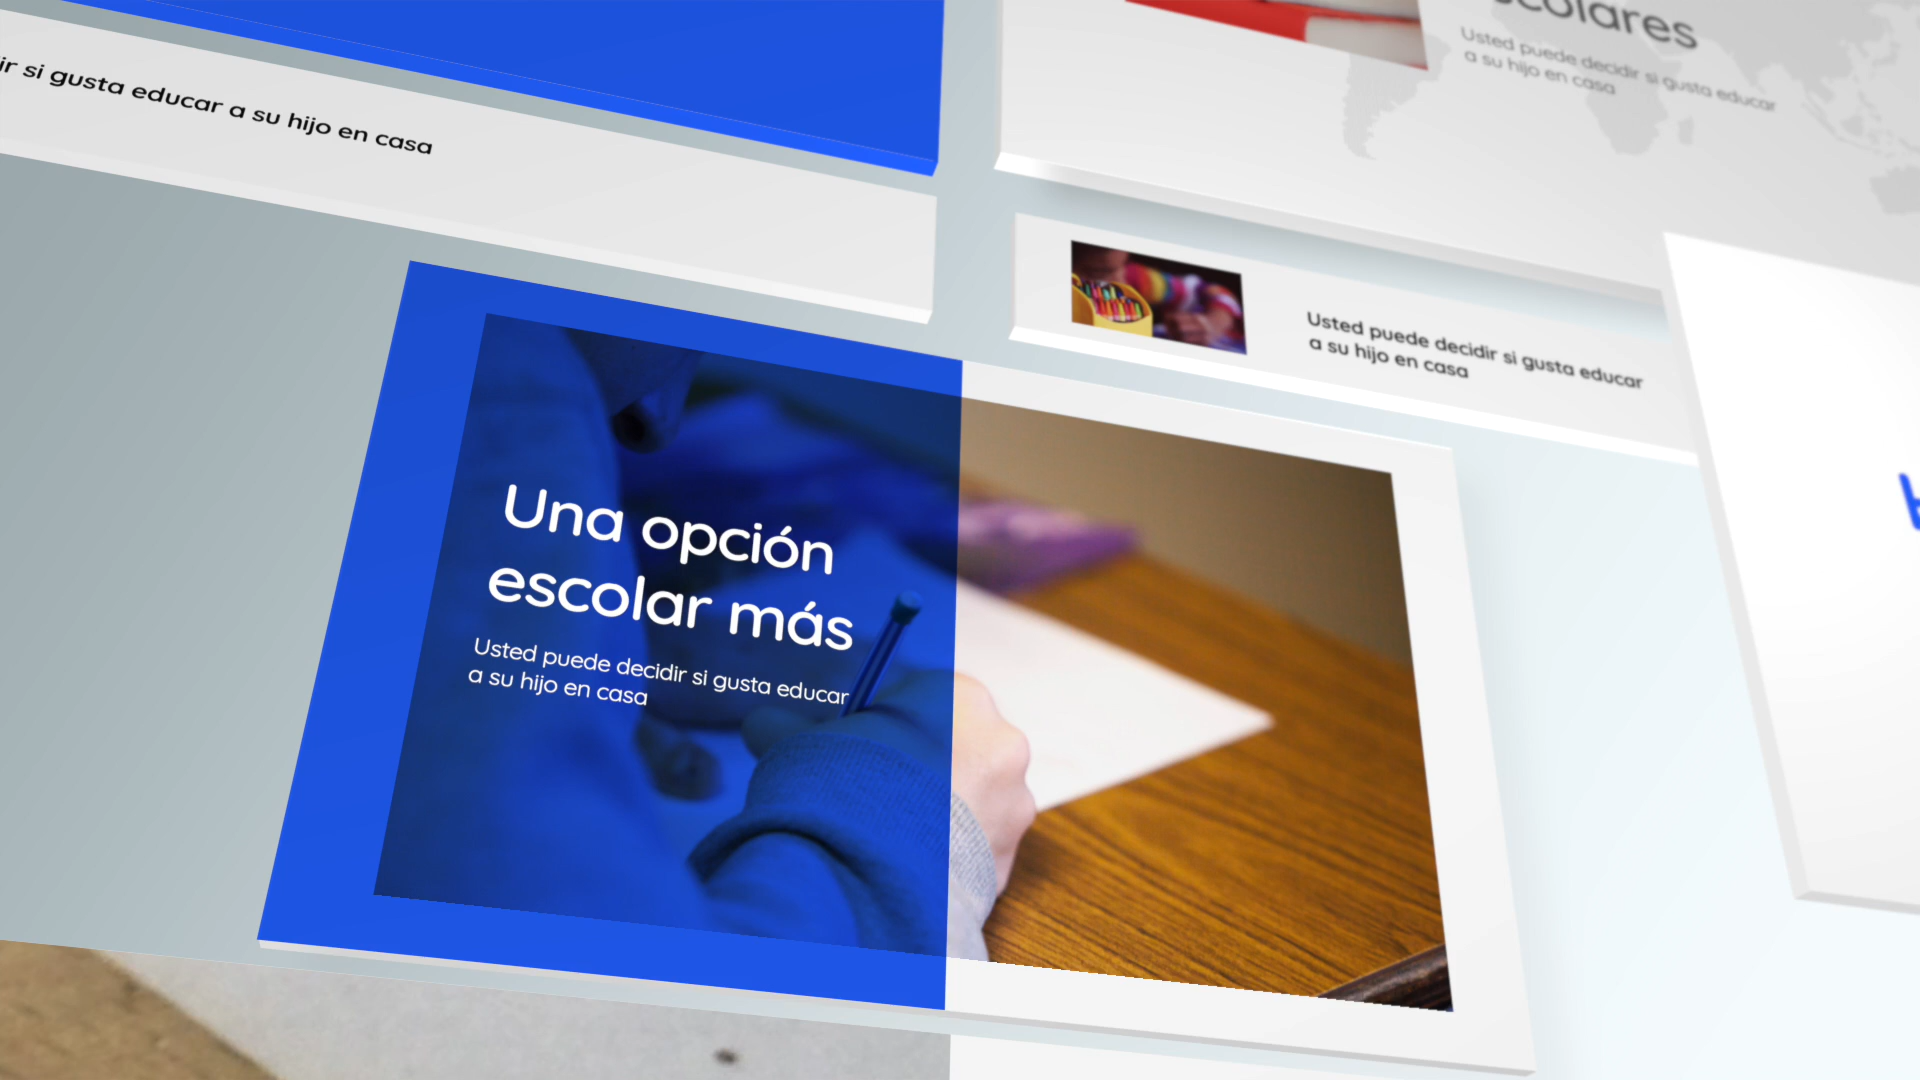 si gusta educar a su hijo en casa
Usted puede decidir si gusta educar
a su hijo en casa
Usted puede decidir si gusta educar
a su hijo en casa
Una opción
escolar más
Usted puede decidir si gusta educar
a su hijo en casa